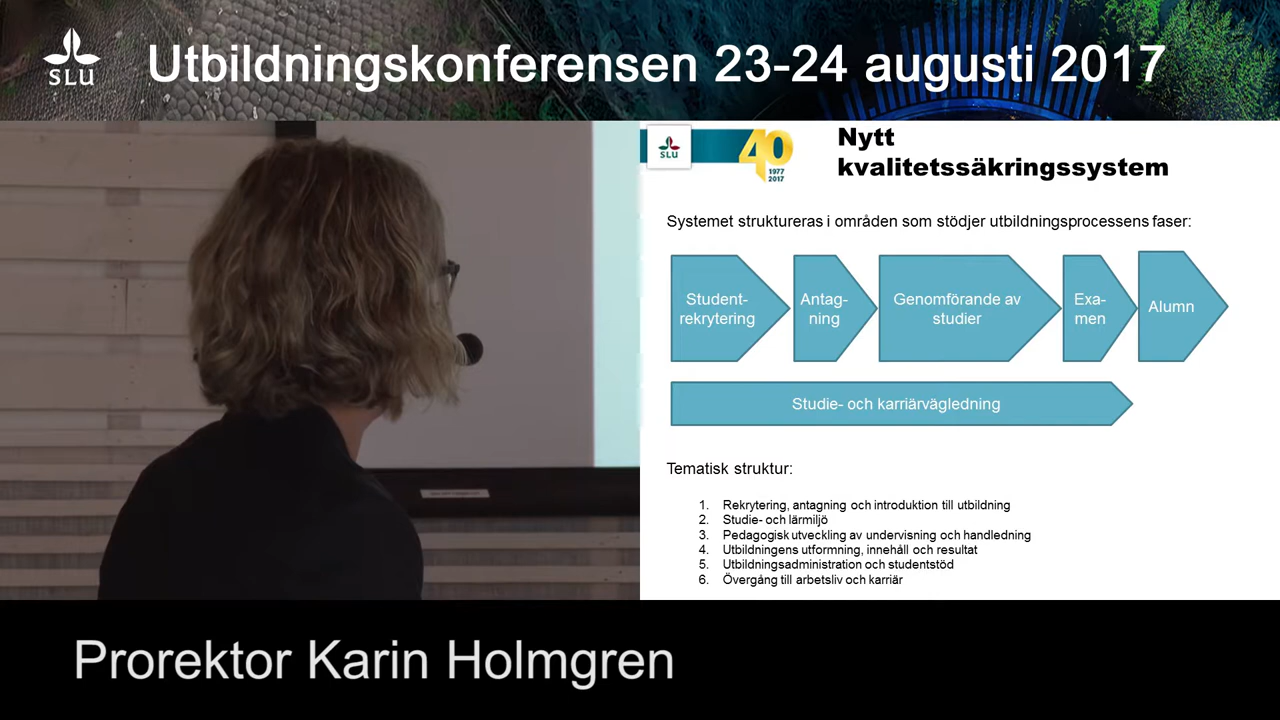 SLU
Utbildningskonferensen 23-24 augusti 2017
SLU
40
1977
2017
Nytt
kvalitetssäkringssystem
Systemet struktureras i områden som stödjer utbildningsprocessens faser:
Student-
rekrytering
Antag-
ning
Genomförande av
studier
Exa-
men
Alumn
Studie- och karriärvägledning
Tematisk struktur:
1. Rekrytering, antagning och introduktion till utbildning
2. Studie- och lärmiljö
3. Pedagogisk utveckling av undervisning och handledning
4. Utbildningens utformning, innehåll och resultat
5. Utbildningsadministration och studentstöd
6. Övergång till arbetsliv och karriär
Prorektor Karin Holmgren